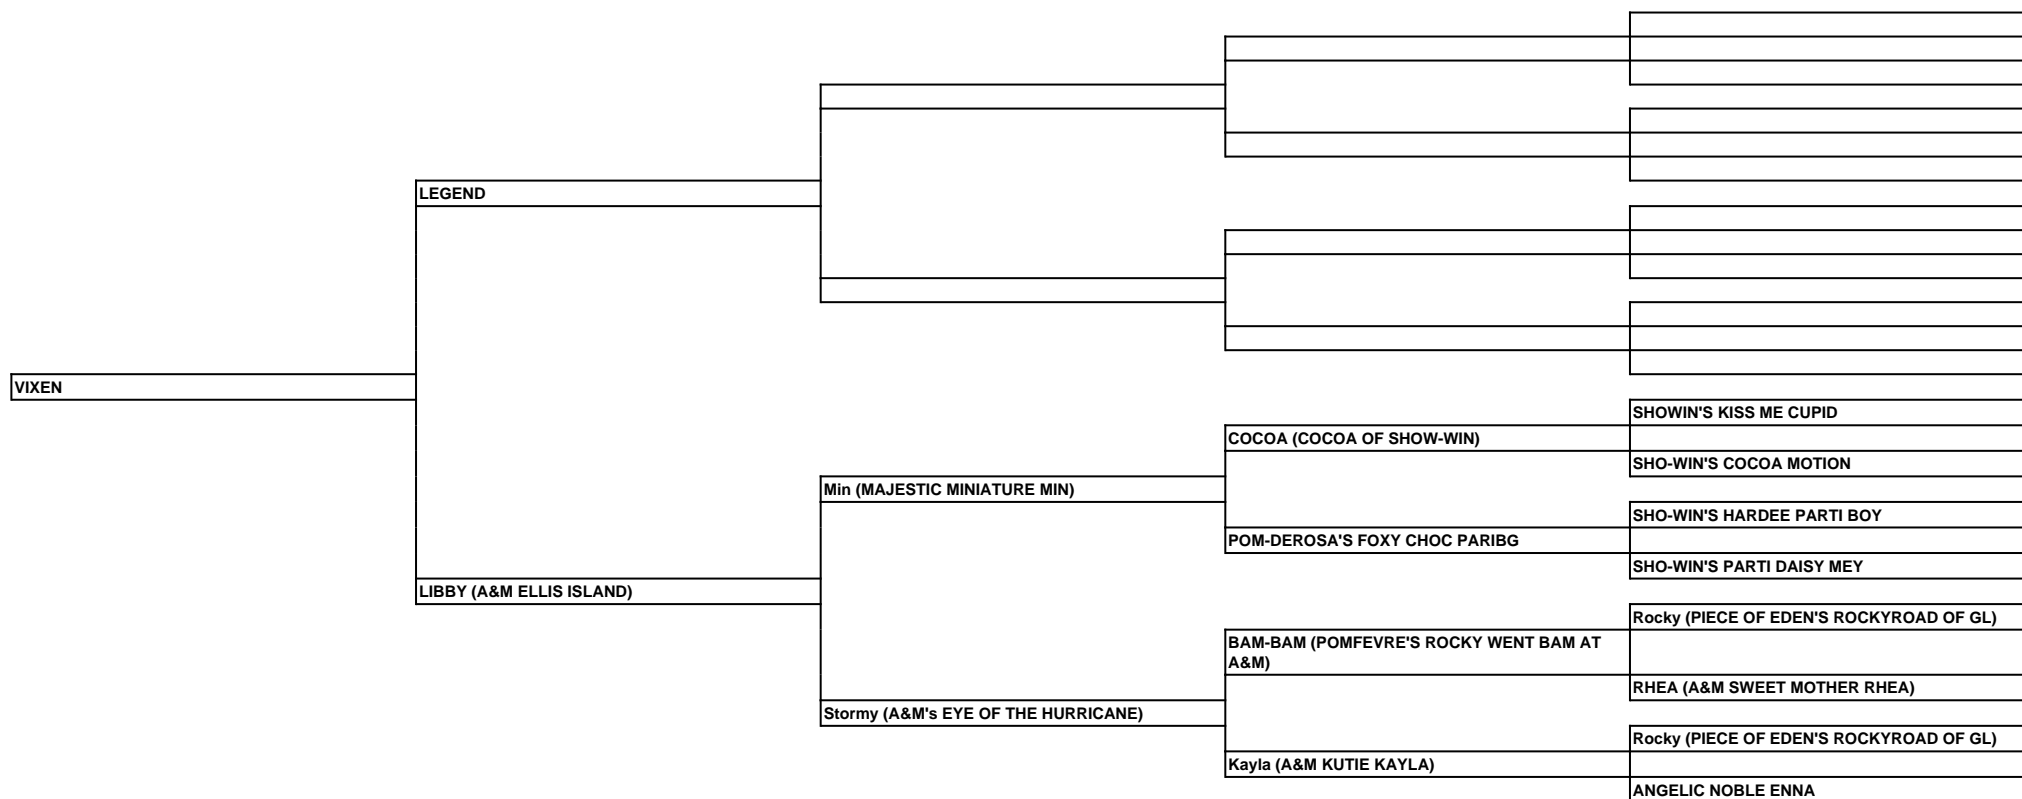 LEGEND
VIXEN
SHOWIN'S KISS ME CUPID
COCOA (COCOA OF SHOW-WIN)
SHO-WIN'S COCOA MOTION
Min (MAJESTIC MINIATURE MIN)
SHO-WIN'S HARDEE PARTI BOY
POM-DEROSA'S FOXY CHOC PARIBG
SHO-WIN'S PARTI DAISY MEY
LIBBY (A&M ELLIS ISLAND)
Rocky (PIECE OF EDEN'S ROCKYROAD OF GL)
BAM-BAM (POMFEVRE'S ROCKY WENT BAM AT
A&M)
RHEA (A&M SWEET MOTHER RHEA)
Stormy (A&M's EYE OF THE HURRICANE)
Rocky (PIECE OF EDEN'S ROCKYROAD OF GL)
Kayla (A&M KUTIE KAYLA)
ANGELIC NOBLE ENNA